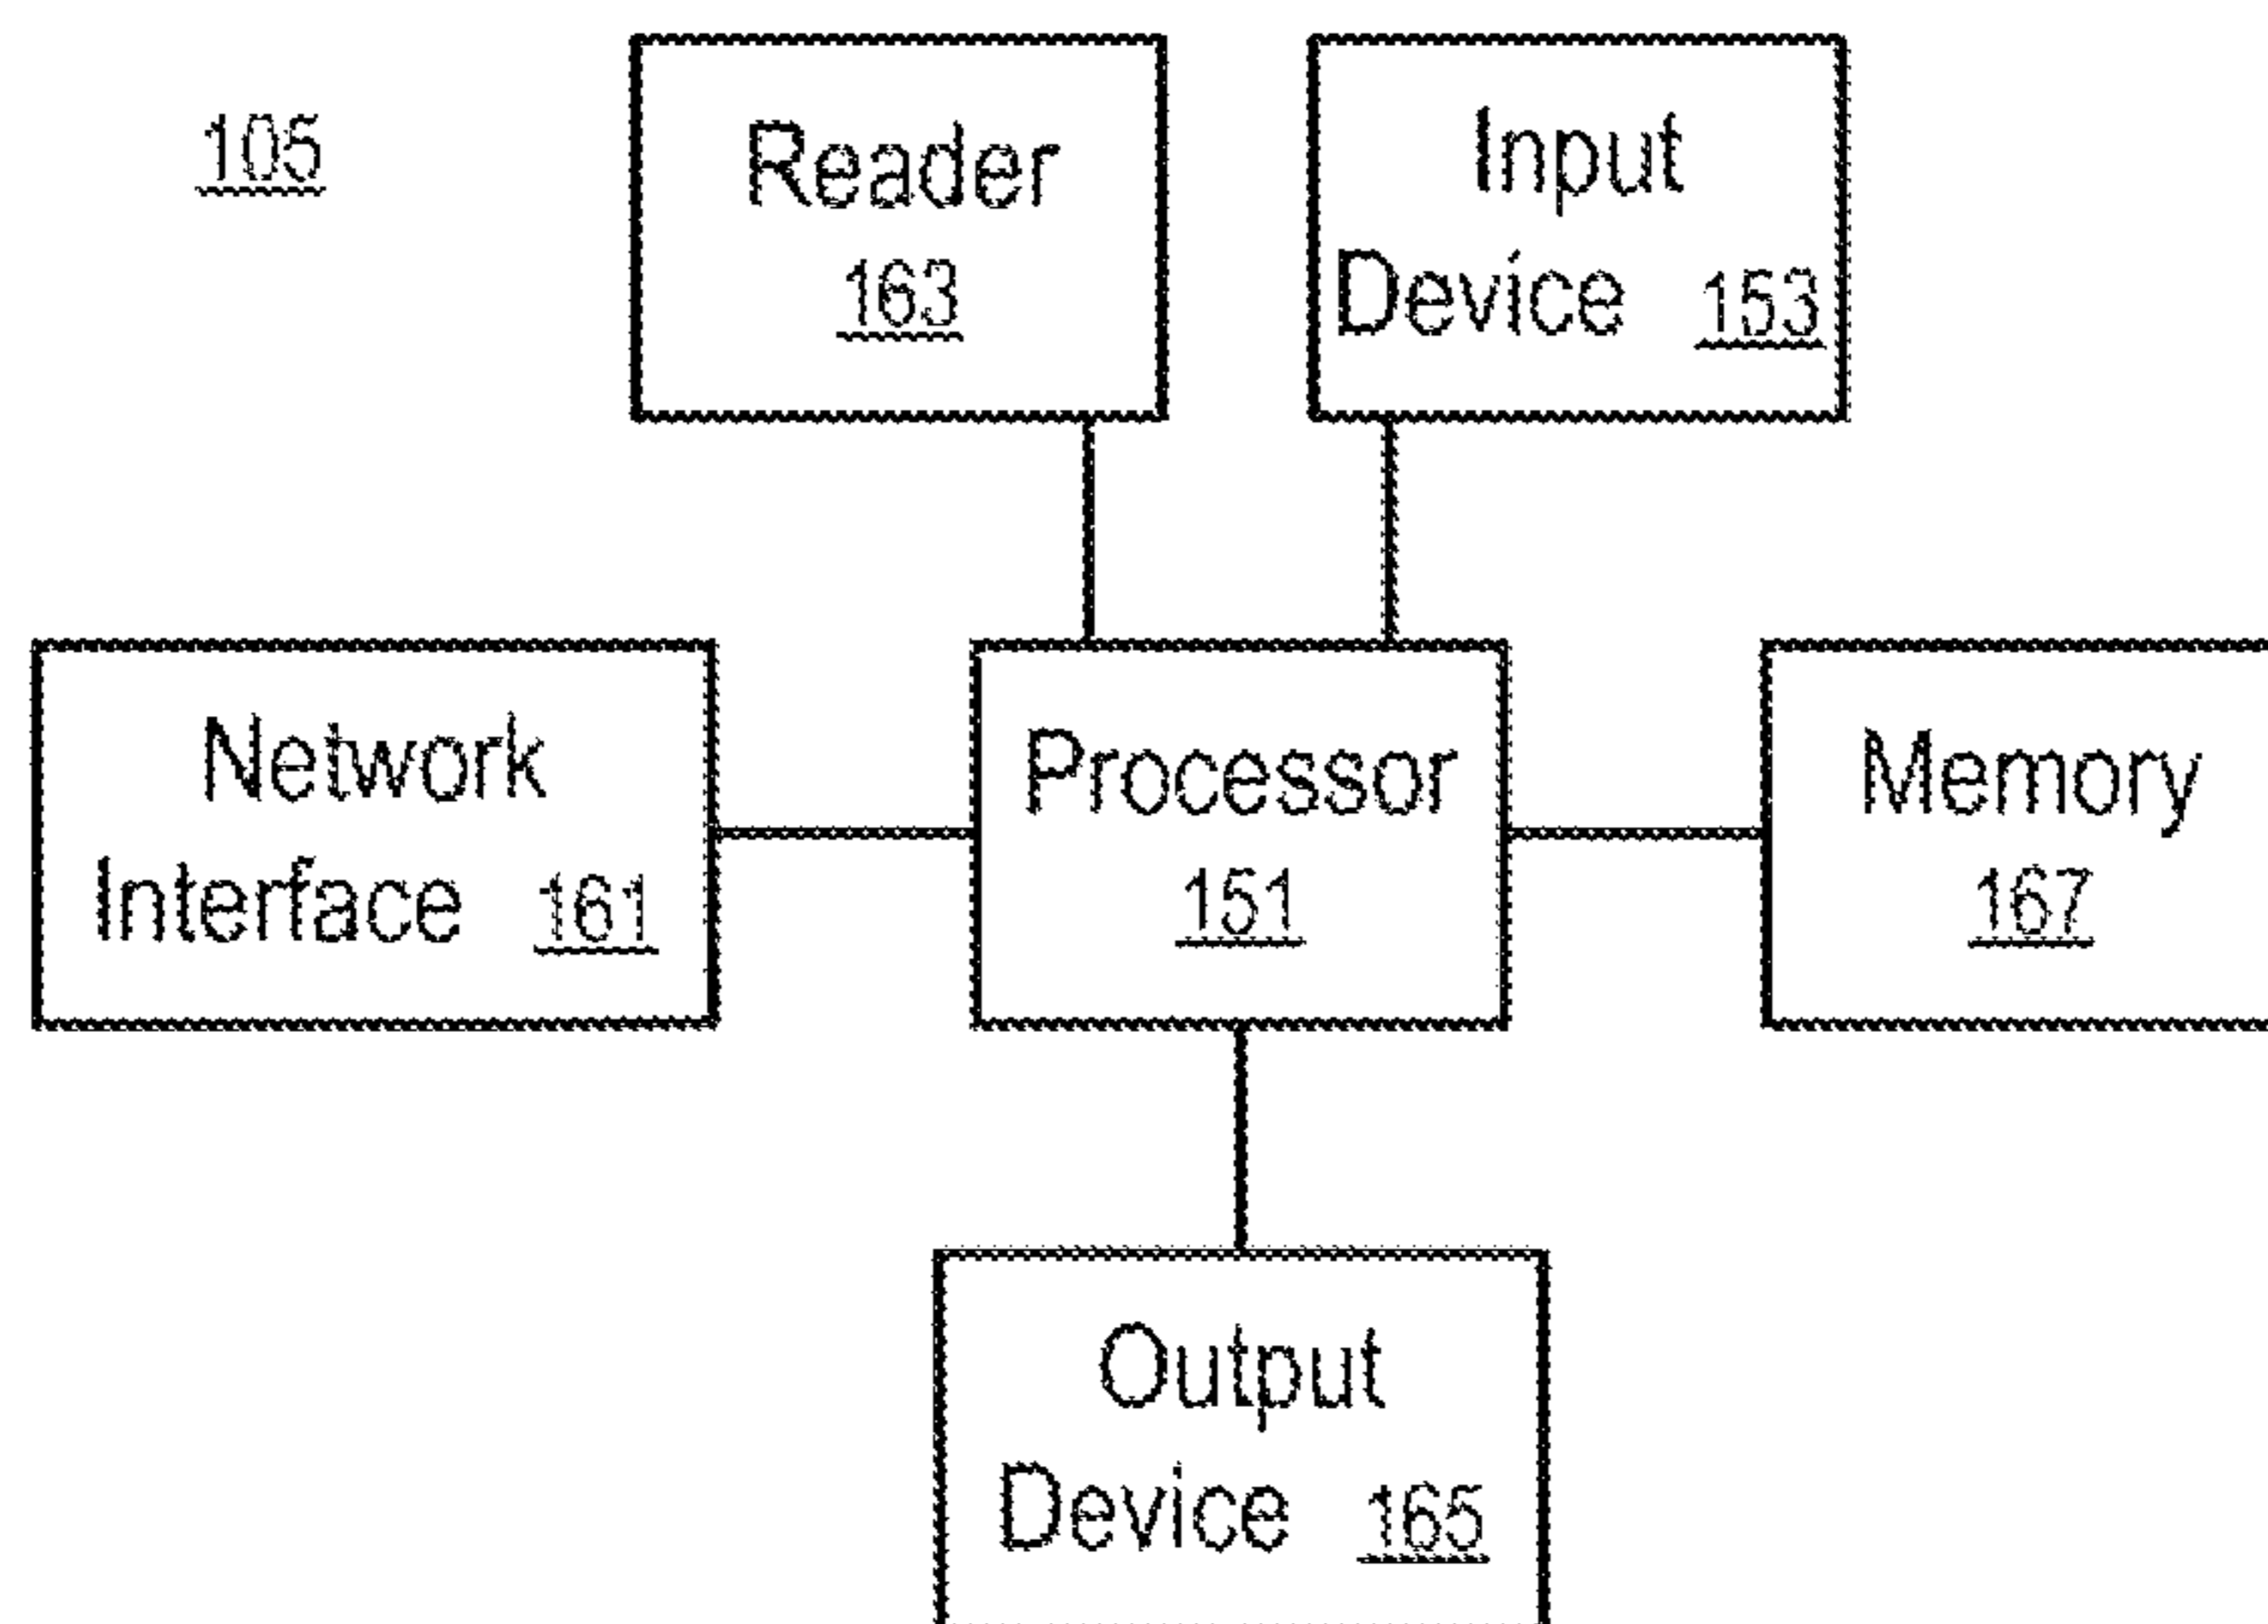 105
Reader
163
Input
Device 153
Network
Interface 161
Processor
151
Memory
167
Output
Device 165